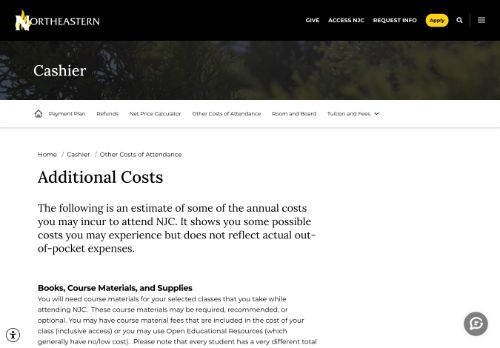 NORTHEASTERN
GIVE ACCESS NJC REQUEST INFO Apply
Cashier
Payment Plan Refunds Net Price Calculator Other Costs of Attendance Room and Board Tuition and Fees
Home / Cashier / Other Costs of Attendance
Additional Costs
The following is an estimate of some of the annual costs
you may incur to attend NJC. It shows you some possible
costs you may experience but does not reflect actual out-
of-pocket expenses.
Books, Course Materials, and Supplies
You will need course materials for your selected classes that you take while
attending NJC. These course materials may be required, recommended, or
optional. You may have course material fees that are included in the cost of your
class (inclusive access) or you may use Open Educational Resources (which
generally have no/low cost). Please note that every student has a very different total